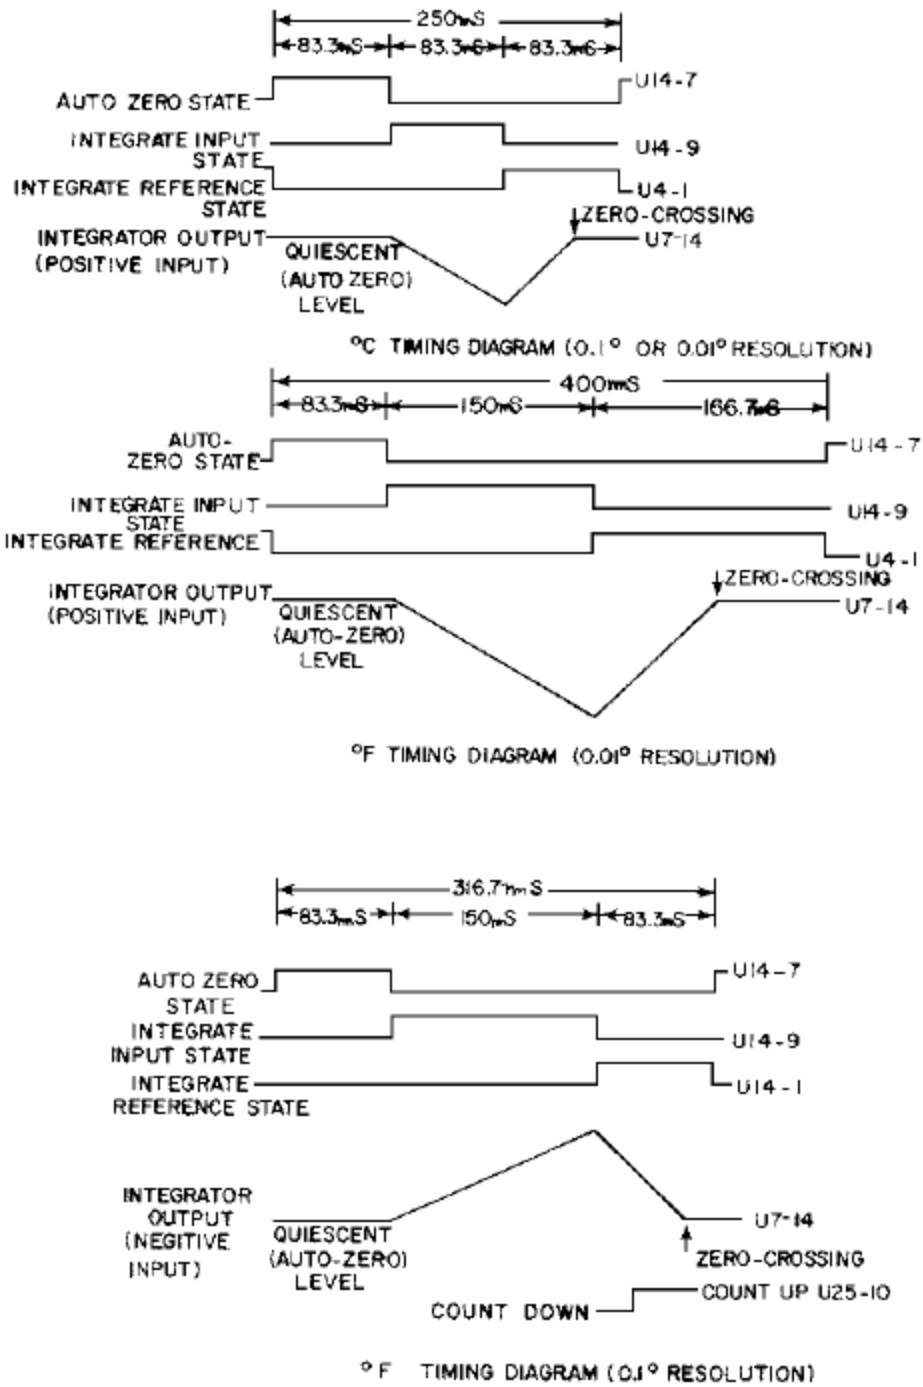 250mS
83.3mS 83.3mS 83.3mS
AUTO ZERO STATE
U14-7
INTEGRATE INPUT
STATE
U14-9
INTEGRATE REFERENCE
STATE
U4-1
ZERO-CROSSING
INTEGRATOR OUTPUT
(POSITIVE INPUT)
U7-14
QUIESCENT
(AUTO ZERO)
LEVEL
°C TIMING DIAGRAM (0.1° OR 0.01° RESOLUTION)
400mS
83.3mS 150mS 166.7mS
AUTO-
ZERO STATE
U14-7
INTEGRATE INPUT
STATE
U14-9
INTEGRATE REFERENCE
U4-1
ZERO-CROSSING
INTEGRATOR OUTPUT
(POSITIVE INPUT)
U7-14
QUIESCENT
(AUTO-ZERO)
LEVEL
°F TIMING DIAGRAM (0.01° RESOLUTION)
316.7mS
83.3mS 150mS 83.3mS
AUTO ZERO
STATE
U14-7
INTEGRATE
INPUT STATE
U14-9
INTEGRATE
REFERENCE STATE
U14-1
INTEGRATOR
OUTPUT
(NEGITIVE
INPUT)
U7-14
QUIESCENT
(AUTO-ZERO)
LEVEL
ZERO-CROSSING
COUNT DOWN
COUNT UP U25-10
°F TIMING DIAGRAM (0.1° RESOLUTION)